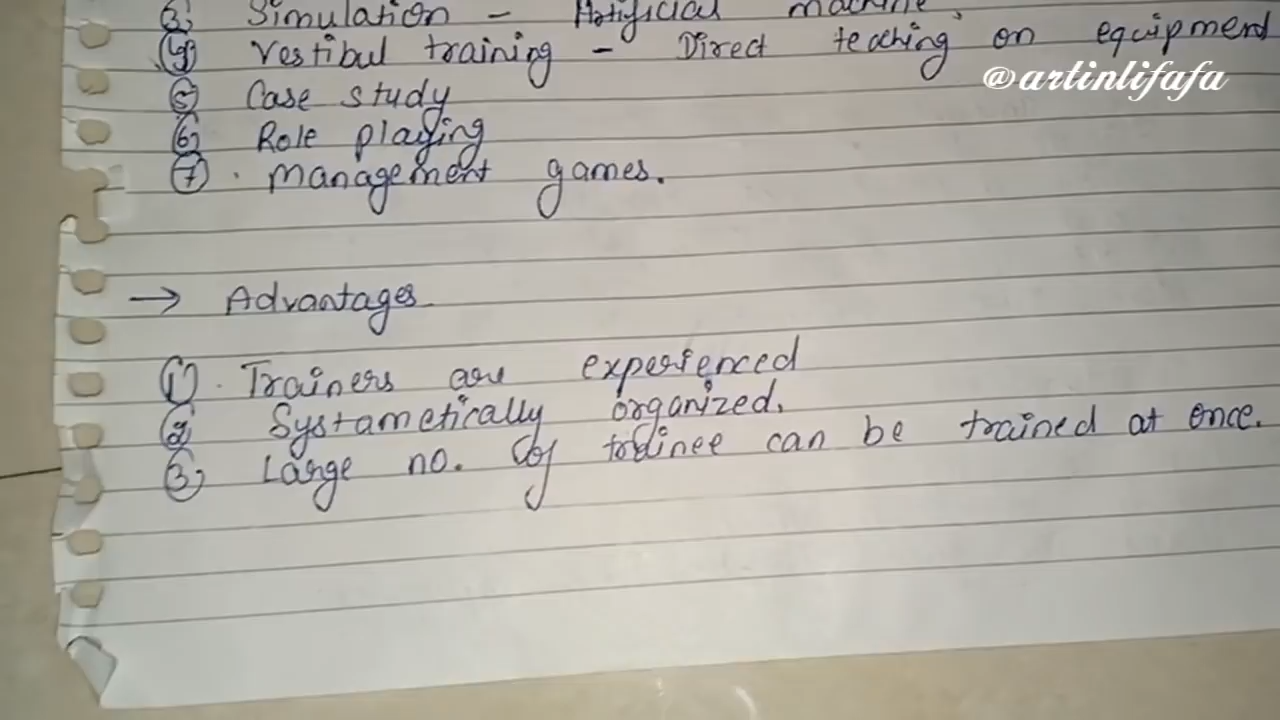 3) Simulation - Artificial machine.
4) Vestibul training - Direct teaching on equipment
@artinlifafa
5) Case study
6) Role playing
7) . Management games.
→ Advantages
1) . Trainers are experienced
2) Systametically organized.
3) Large no. of trainee can be trained at once.